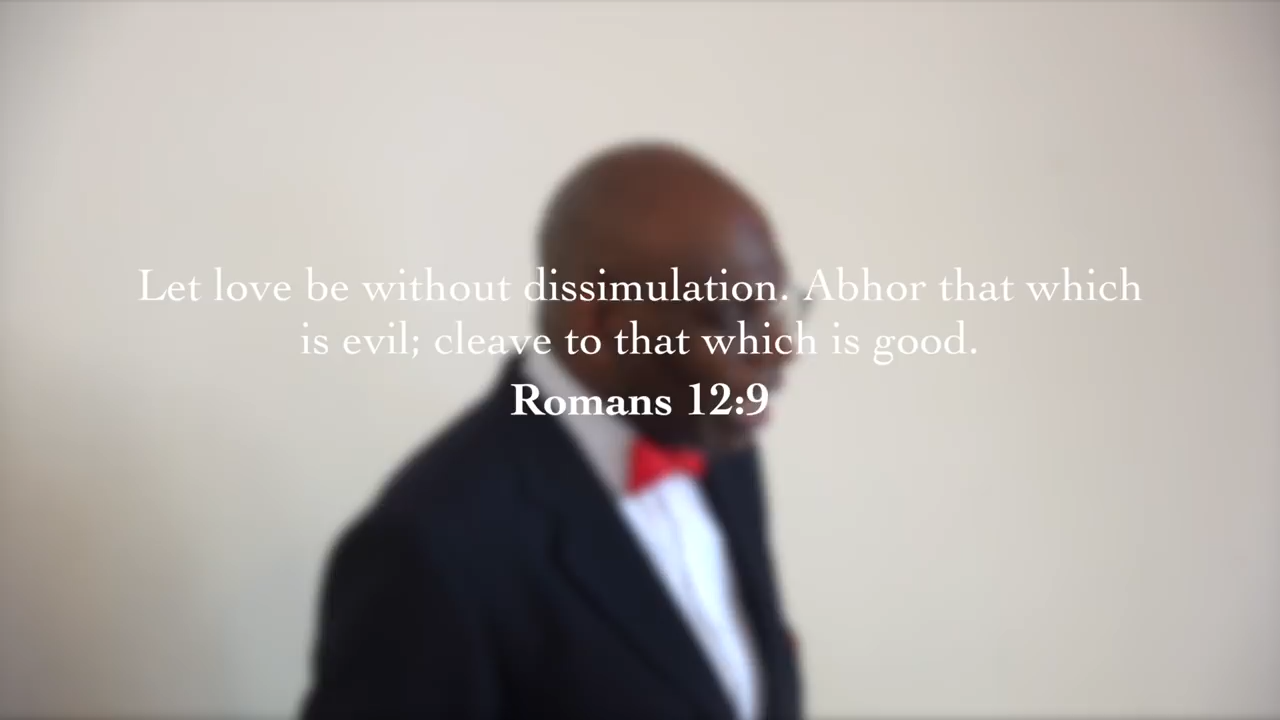 Let love be without dissimulation. Abhor that which
is evil; cleave to that which is good.
Romans 12:9